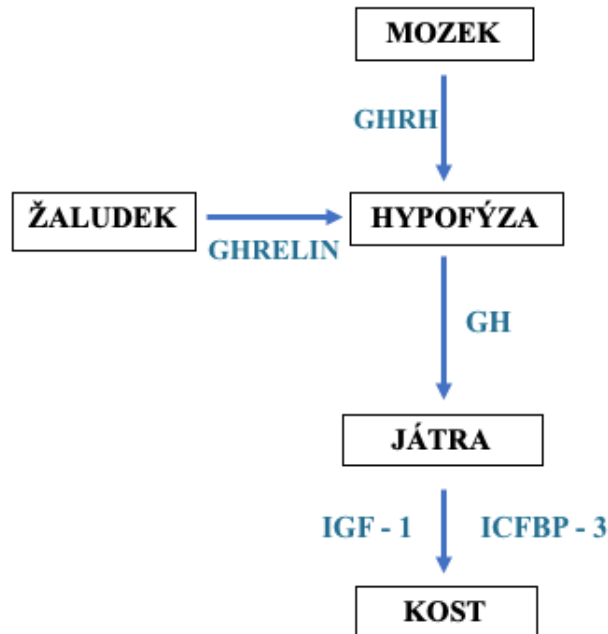 MOZEK
GHRH
ŽALUDEK
HYPOFÝZA
GHRELIN
GH
JÁTRA
IGF - 1
ICFBP - 3
KOST